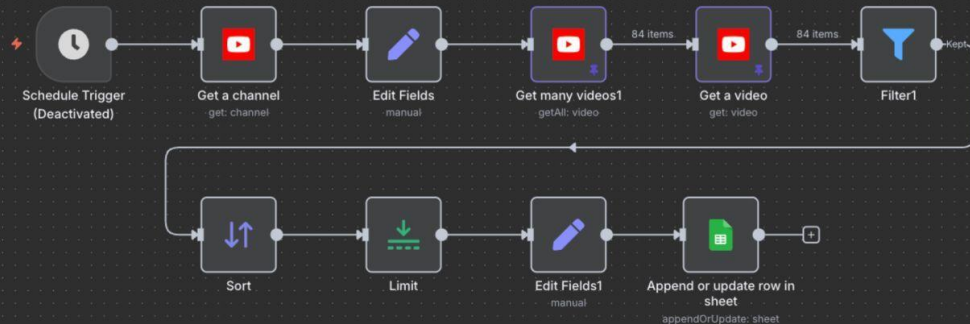 84 items
84 items
Kept
Schedule Trigger
(Deactivated)
Get a channel
get: channel
Edit Fields
manual
Get many videos1
getAll: video
Get a video
get: video
Filter1
Sort
Limit
Edit Fields1
manual
Append or update row in
sheet
appendOrUpdate: sheet